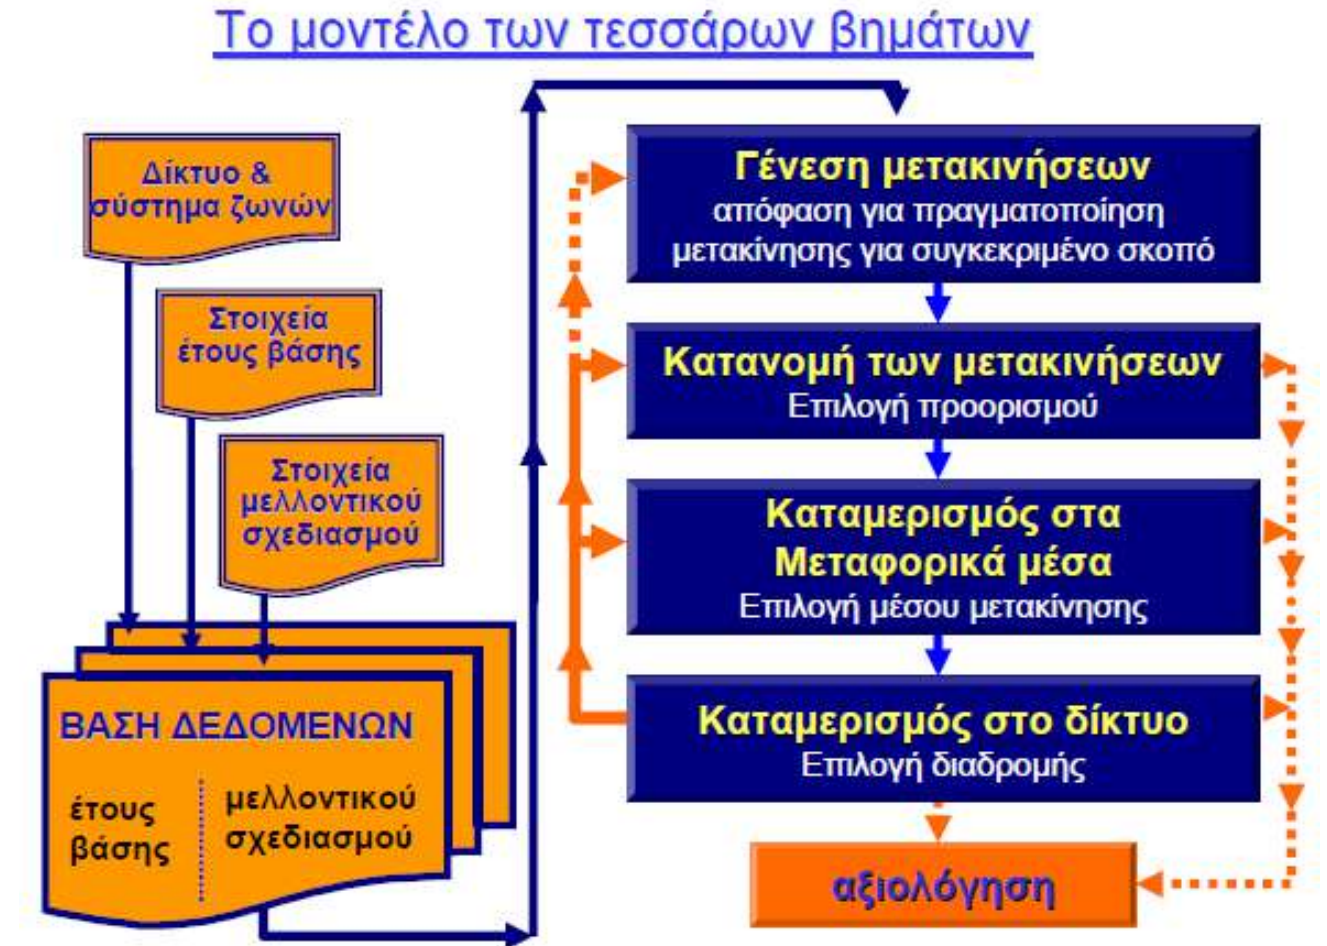 Το μοντέλο των τεσσάρων βημάτων
Δίκτυο &
σύστημα ζωνών
Στοιχεία
έτους βάσης
Στοιχεία
μελλοντικού
σχεδιασμού
ΒΑΣΗ ΔΕΔΟΜΕΝΩΝ
έτους
βάσης
μελλοντικού
σχεδιασμού
Γένεση μετακινήσεων
απόφαση για πραγματοποίηση
μετακίνησης για συγκεκριμένο σκοπό
Κατανομή των μετακινήσεων
Επιλογή προορισμού
Καταμερισμός στα
Μεταφορικά μέσα
Επιλογή μέσου μετακίνησης
Καταμερισμός στο δίκτυο
Επιλογή διαδρομής
αξιολόγηση